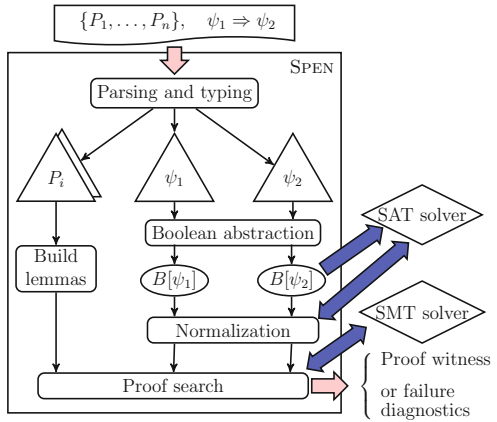 {P₁, . . . , Pₙ}, ψ₁ ⇒ ψ₂
SPEN
Parsing and typing
Pᵢ
ψ₁
ψ₂
SAT solver
Boolean abstraction
Build
lemmas
B[ψ₁]
B[ψ₂]
SMT solver
Normalization
Proof search
Proof witness
or failure
diagnostics